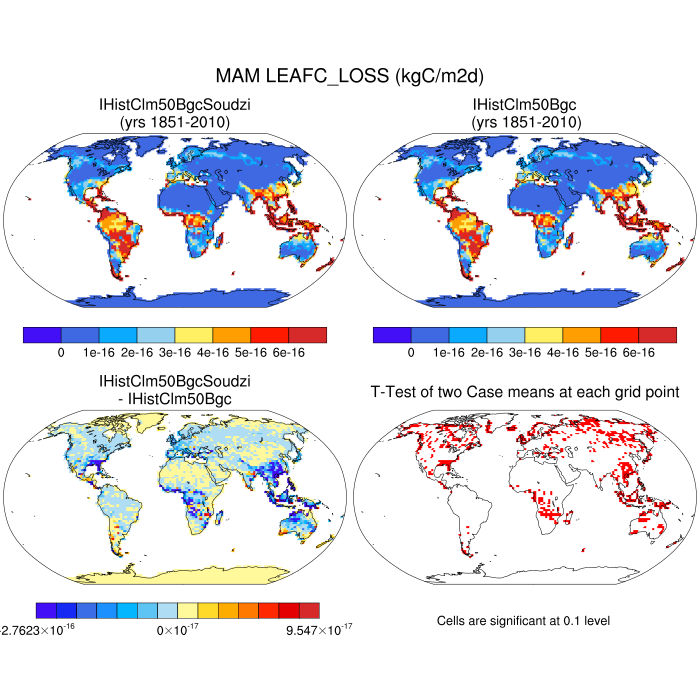 MAM LEAFC_LOSS (kgC/m2d)
IHistClm50BgcSoudzi
(yrs 1851-2010)
IHistClm50Bgc
(yrs 1851-2010)
0 1e-16 2e-16 3e-16 4e-16 5e-16 6e-16
0 1e-16 2e-16 3e-16 4e-16 5e-16 6e-16
IHistClm50BgcSoudzi
- IHistClm50Bgc
T-Test of two Case means at each grid point
-2.7623×10-16 0×10-17 9.547×10-17
Cells are significant at 0.1 level